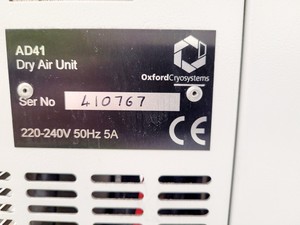 AD41
Dry Air Unit
OxfordCryosystems
Ser No 410767
220-240V 50Hz 5A
CE